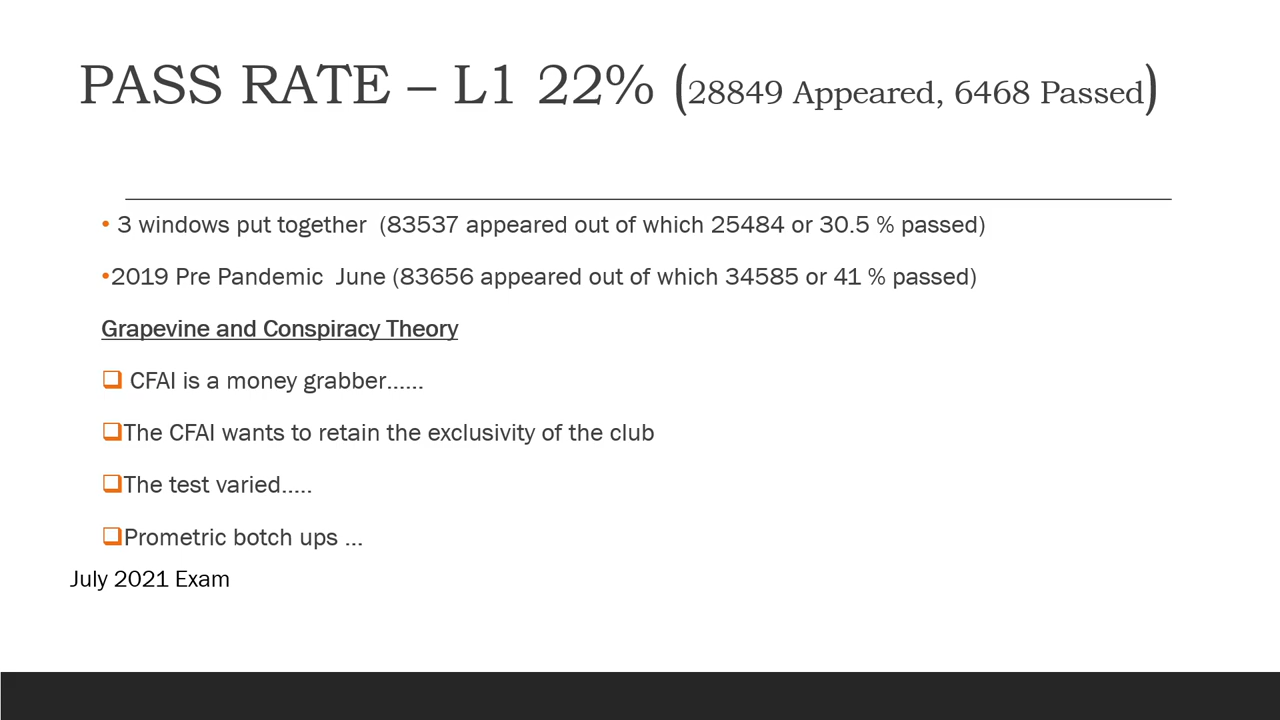 PASS RATE – L1 22% (28849 Appeared, 6468 Passed)
• 3 windows put together (83537 appeared out of which 25484 or 30.5 % passed)
•2019 Pre Pandemic June (83656 appeared out of which 34585 or 41 % passed)
Grapevine and Conspiracy Theory
❑ CFAI is a money grabber......
❑The CFAI wants to retain the exclusivity of the club
❑The test varied.....
❑Prometric botch ups ...
July 2021 Exam